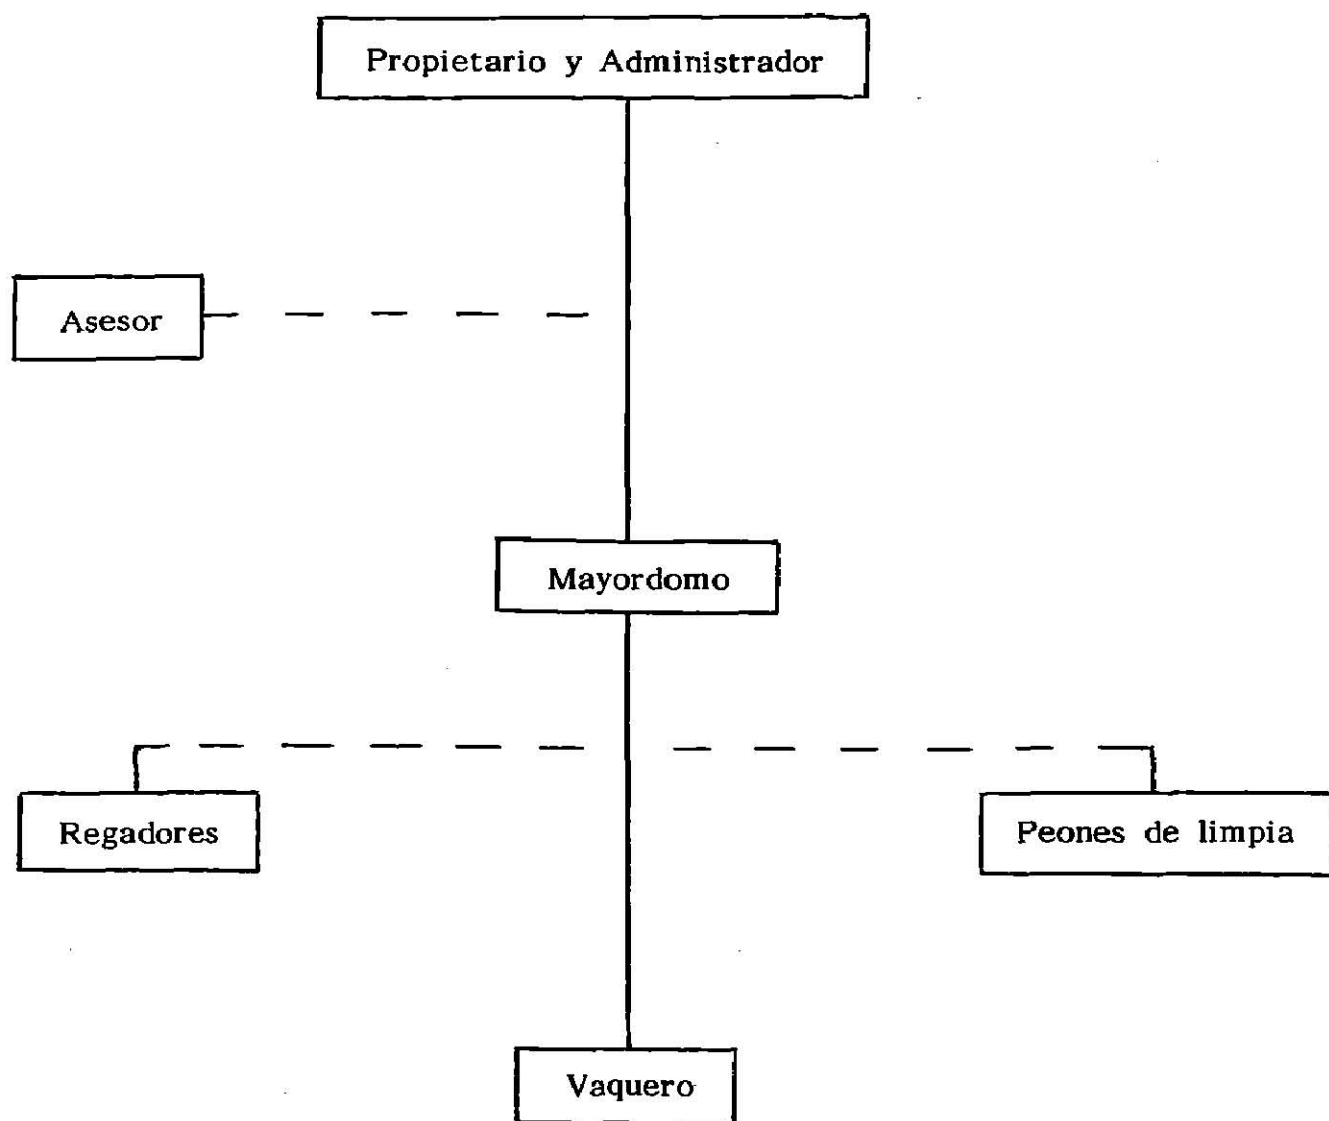 Propietario y Administrador
Asesor
Mayordomo
Regadores
Peones de limpia
Vaquero